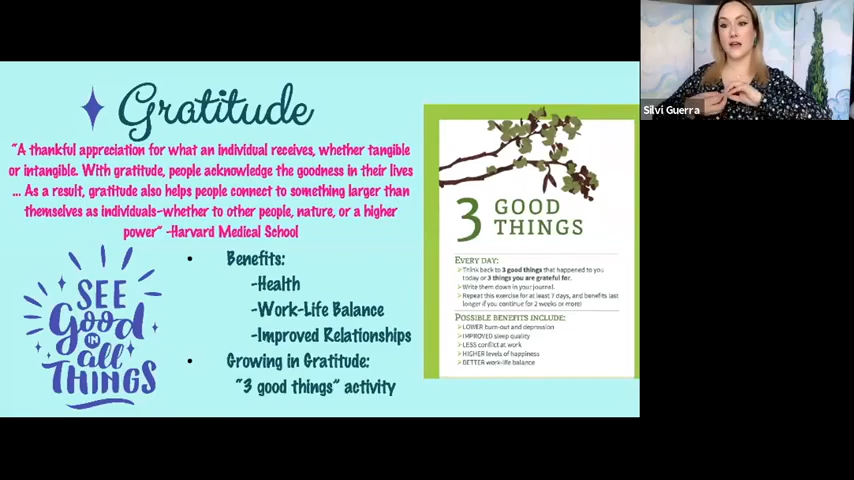 Gratitude
"A thankful appreciation for what an individual receives, whether tangible
or intangible. With gratitude, people acknowledge the goodness in their lives
... As a result, gratitude also helps people connect to something larger than
themselves as individuals-whether to other people, nature, or a higher
power" -Harvard Medical School
SEE
Good
IN
all
THINGS
• Benefits:
-Health
-Work-Life Balance
-Improved Relationships
• Growing in Gratitude:
"3 good things" activity
3 GOOD
THINGS
EVERY DAY:
Think back to 3 good things that happened to you
today or 3 things you are grateful for.
Write them down in your journal.
Repeat this exercise for at least 7 days, and benefits last
longer if you continue for 2 weeks or more!
POSSIBLE BENEFITS INCLUDE:
LOWER burn-out and depression
IMPROVED sleep quality
LESS conflict at work
HIGHER levels of happiness
BETTER work-life balance
Silvi Guerra